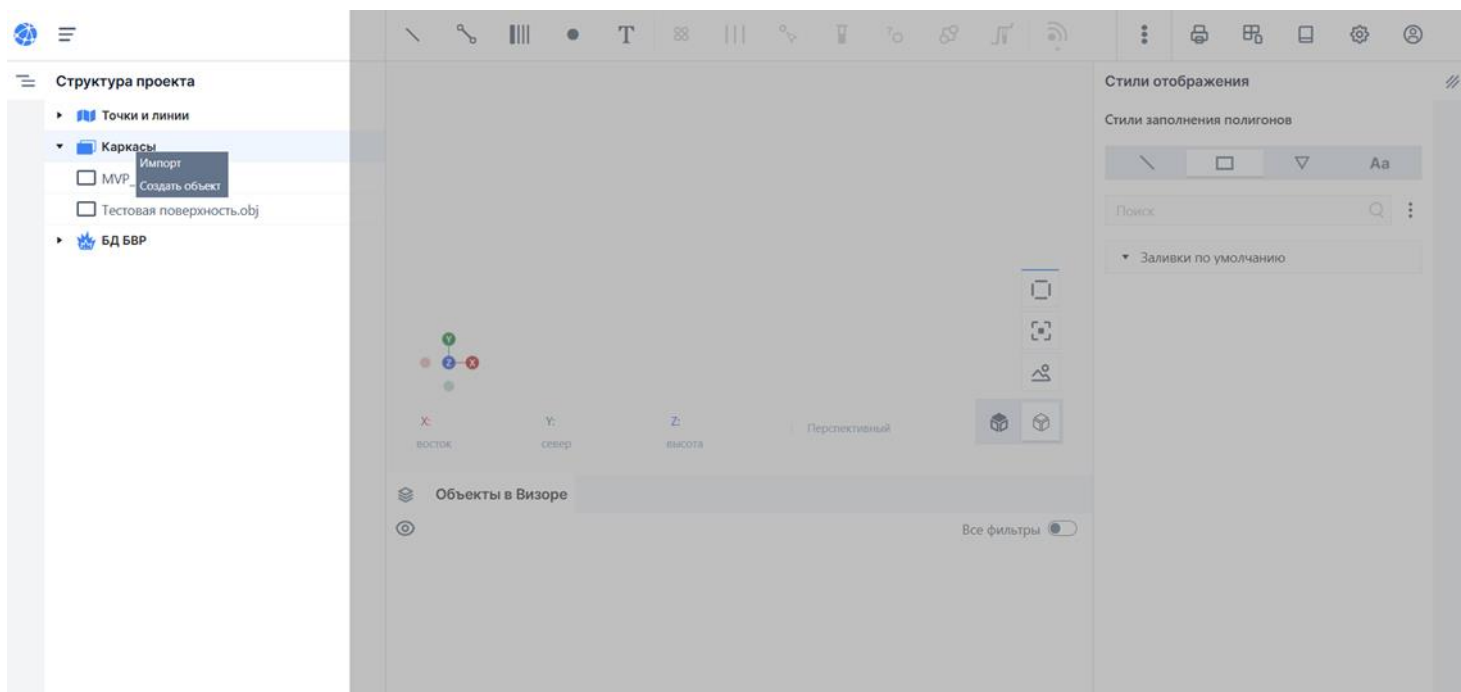 T
Структура проекта
Точки и линии
Каркасы
Импорт
Создать объект
MVP_
Тестовая поверхность.obj
БД БВР
Y
Z
X
X:
восток
Y:
север
Z:
высота
Перспективный
Объекты в Визоре
Все фильтры
Стили отображения
Стили заполнения полигонов
Aa
Поиск
Заливки по умолчанию